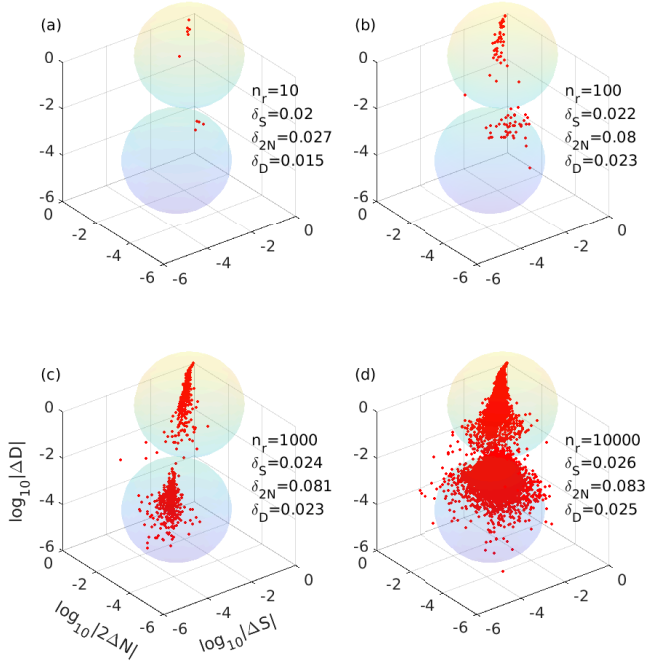 (a)
n_r=10
δ_S=0.02
δ_2N=0.027
δ_D=0.015
0
-2
-4
-6
-2
-4
-6
-6
-4
-2
0
(b)
n_r=100
δ_S=0.022
δ_2N=0.08
δ_D=0.023
0
-2
-4
-6
-2
-4
-6
-6
-4
-2
0
(c)
n_r=1000
δ_S=0.024
δ_2N=0.081
δ_D=0.023
log_10|ΔD|
0
-2
-4
-6
-2
-4
-6
-6
-4
-2
0
log_10|2ΔN|
log_10|ΔS|
(d)
n_r=10000
δ_S=0.026
δ_2N=0.083
δ_D=0.025
0
-2
-4
-6
-2
-4
-6
-6
-4
-2
0